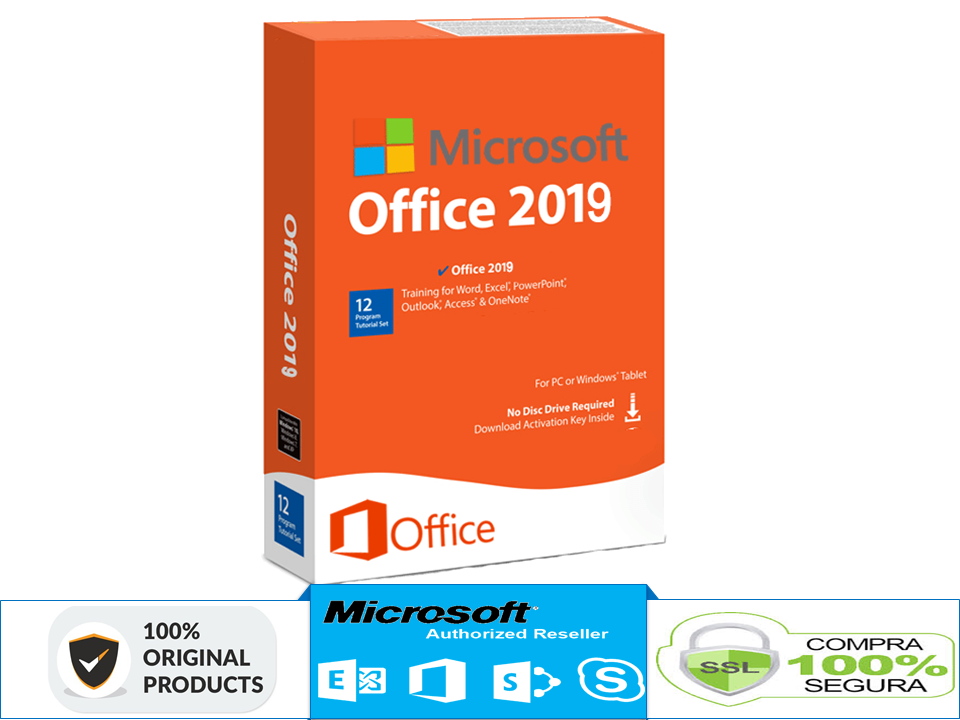 Microsoft
Office 2019
✓ Office 2019
Training for Word, Excel, PowerPoint,
Outlook, Access & OneNote
12
Program
Tutorial Set
For PC or Windows Tablet
No Disc Drive Required
Download Activation Key Inside
Office
Office 2019
12
Program
Tutorial Set
100%
ORIGINAL
PRODUCTS
Microsoft
Authorized Reseller
E
S
S
SSL
COMPRA
100%
SEGURA